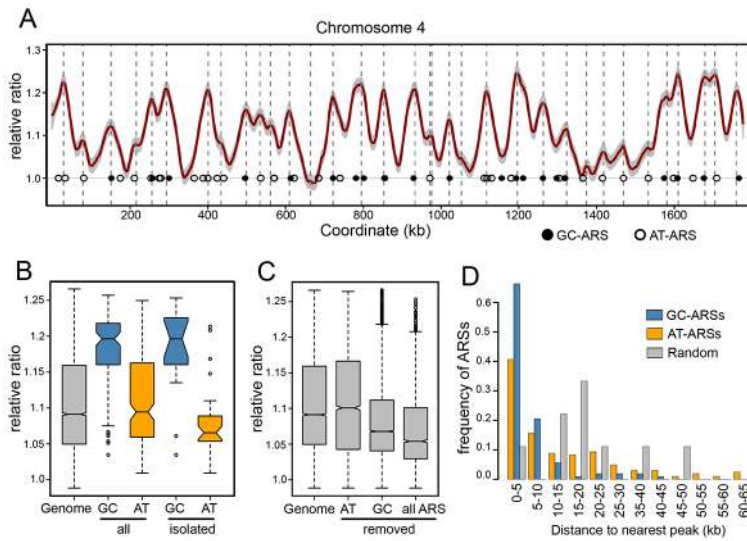 A
Chromosome 4
relative ratio
1.3
1.2
1.1
1.0
200 400 600 800 1000 1200 1400 1600
Coordinate (kb)
GC-ARS AT-ARS
B
relative ratio
1.25
1.20
1.15
1.10
1.05
1.0
Genome GC AT GC AT
all isolated
C
relative ratio
1.25
1.20
1.15
1.10
1.05
1.0
Genome AT GC all ARS
removed
D
frequency of ARSs
0.6
0.4
0.3
0.2
0.1
0.0
GC-ARSs
AT-ARSs
Random
0-5
5-10
10-15
15-20
20-25
25-30
30-35
35-40
40-45
45-50
50-55
55-60
60-65
Distance to nearest peak (kb)